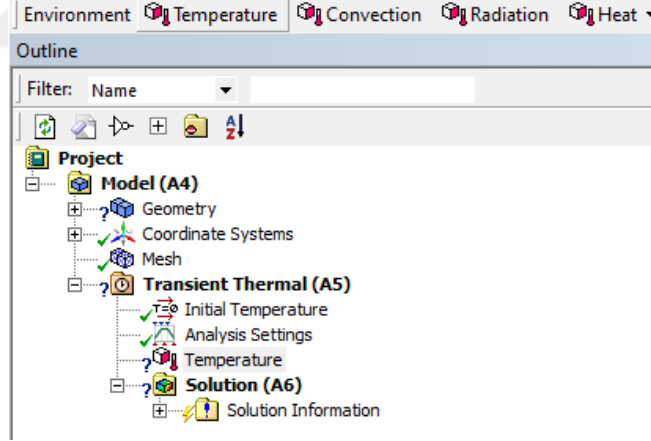 Environment Temperature Convection Radiation Heat
Outline
Filter: Name
A
Z
Project
Model (A4)
? Geometry
Coordinate Systems
Mesh
? Transient Thermal (A5)
T=0 Initial Temperature
Analysis Settings
? Temperature
? Solution (A6)
! Solution Information